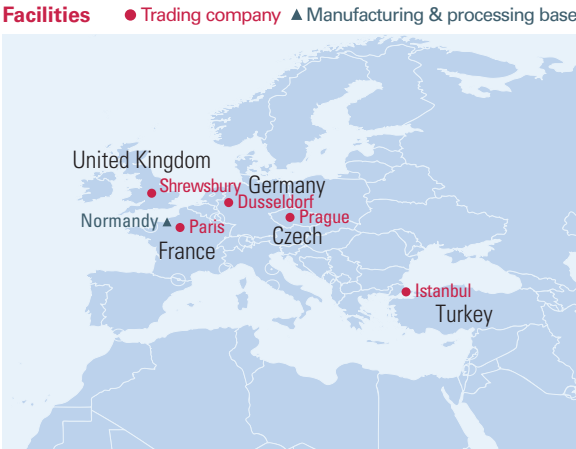 Facilities ● Trading company ▲ Manufacturing & processing base
United Kingdom
Shrewsbury
Germany
Dusseldorf
Normandy
Paris
Prague
Czech
France
Istanbul
Turkey